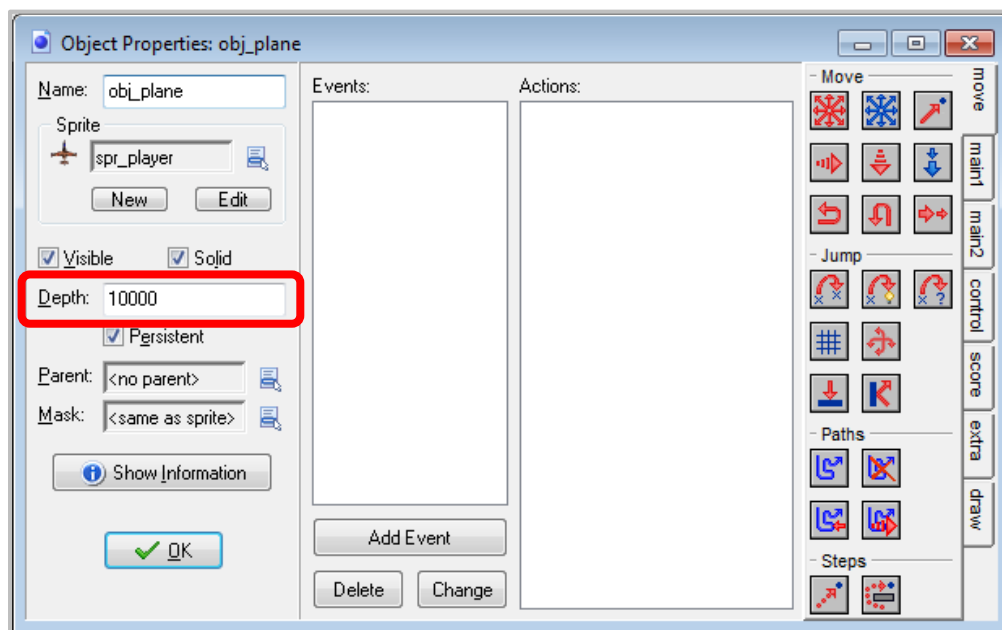 Object Properties: obj_plane
Name: obj_plane
Sprite
spr_player
New Edit
Visible Solid
Depth: 10000
Persistent
Parent: <no parent>
Mask: <same as sprite>
Show Information
OK
Events:
Add Event
Delete Change
Actions:
Move
Jump
Paths
Steps
move
main1
main2
control
score
extra
draw